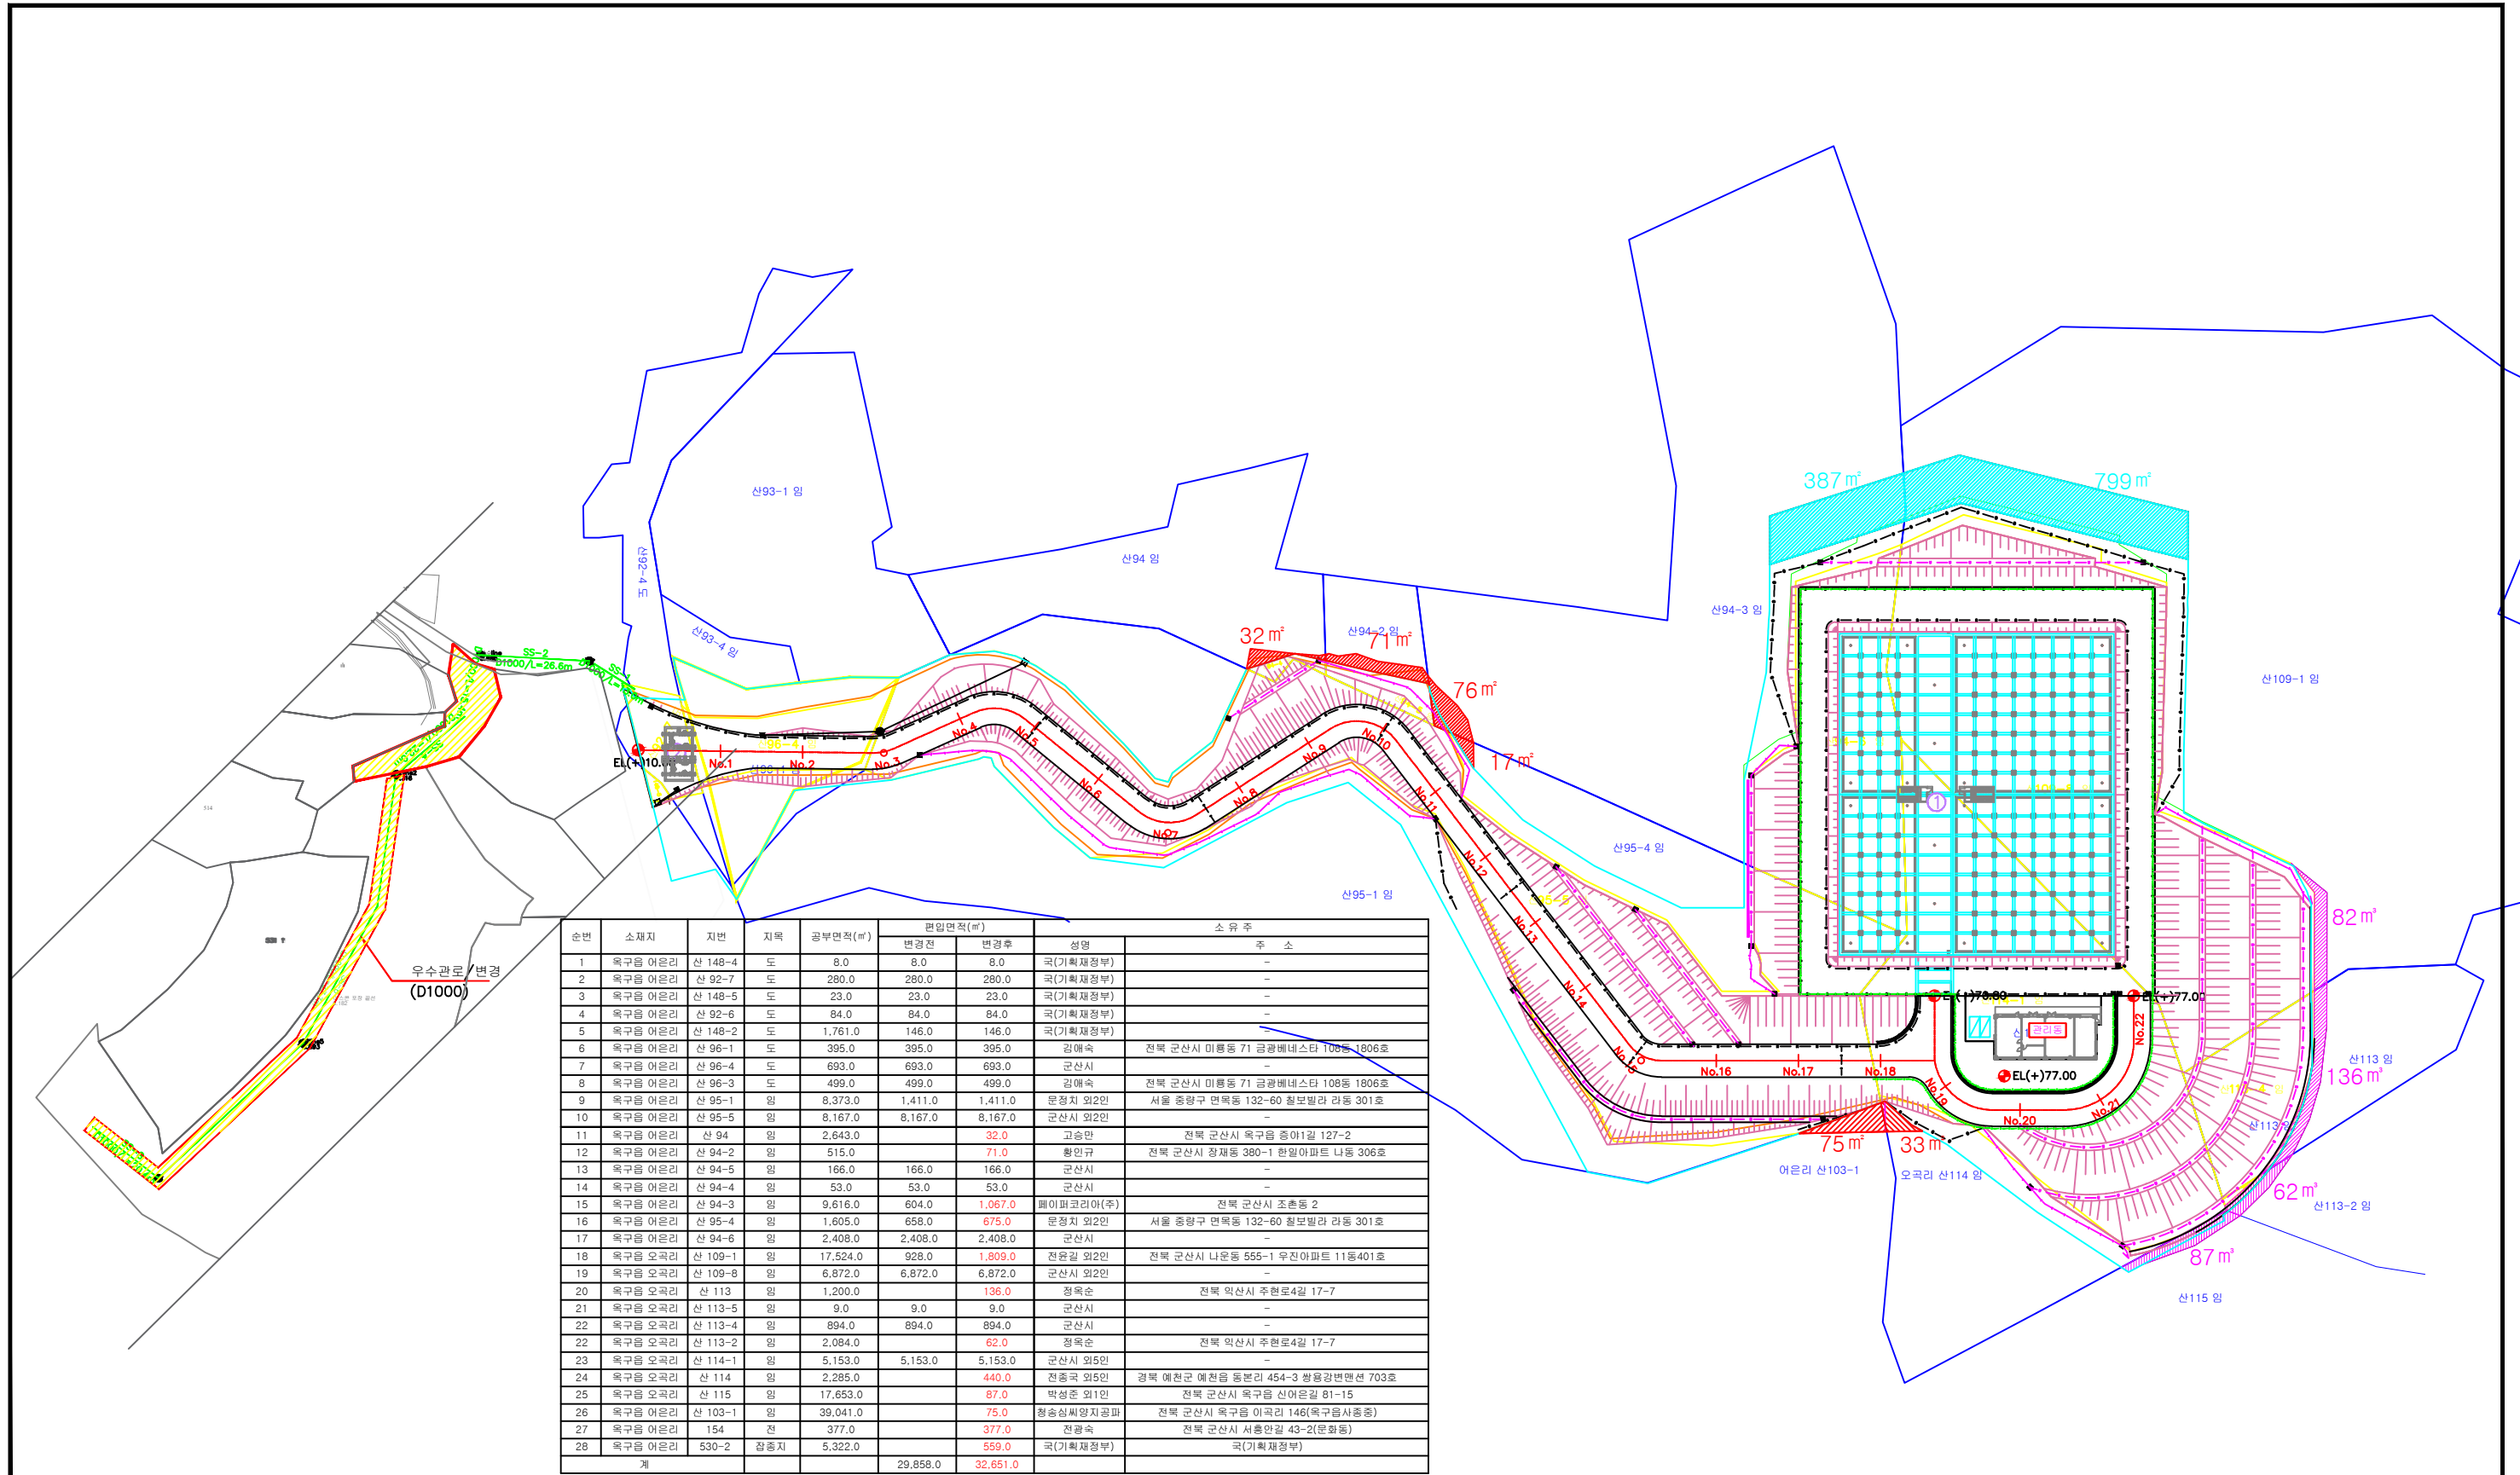 387㎡
799㎡
산93-1 임
산94 임
산92-4 도
산93-4 임
산94-3 임
산94-2 임
32㎡
71㎡
76㎡
17㎡
산109-1 임
산95-4 임
산95-1 임
SS-2
D1000/L=26.6m
No.1
No.2
No.3
No.4
No.5
No.6
No.7
No.8
No.9
No.10
No.11
No.12
No.13
No.14
No.15
No.16
No.17
No.18
No.19
No.20
No.21
No.22
①
82㎡
EL(+)77.00
관리동
EL(+)77.00
산113 임
136㎡
75㎡
33㎡
어은리 산103-1
오곡리 산114 임
62㎡
산113-2 임
87㎡
산115 임
514
우수관로 변경
(D1000)
순번 소재지 지번 지목 공부면적(㎡) 편입면적(㎡) 소 유 주
변경전 변경후 성명 주 소
1 옥구읍 어은리 산 148-4 도 8.0 8.0 8.0 국(기획재정부) -
2 옥구읍 어은리 산 92-7 도 280.0 280.0 280.0 국(기획재정부) -
3 옥구읍 어은리 산 148-5 도 23.0 23.0 23.0 국(기획재정부) -
4 옥구읍 어은리 산 92-6 도 84.0 84.0 84.0 국(기획재정부) -
5 옥구읍 어은리 산 148-2 도 1,761.0 146.0 146.0 국(기획재정부) -
6 옥구읍 어은리 산 96-1 도 395.0 395.0 395.0 김애숙 전북 군산시 미룡동 71 금광베네스타 108동 1806호
7 옥구읍 어은리 산 96-4 도 693.0 693.0 693.0 군산시 -
8 옥구읍 어은리 산 96-3 도 499.0 499.0 499.0 김애숙 전북 군산시 미룡동 71 금광베네스타 108동 1806호
9 옥구읍 어은리 산 95-1 임 8,373.0 1,411.0 1,411.0 문정치 외2인 서울 중랑구 면목동 132-60 칠보빌라 라동 301호
10 옥구읍 어은리 산 95-5 임 8,167.0 8,167.0 8,167.0 군산시 외2인 -
11 옥구읍 어은리 산 94 임 2,643.0 32.0 고승만 전북 군산시 옥구읍 증야1길 127-2
12 옥구읍 어은리 산 94-2 임 515.0 71.0 황인규 전북 군산시 장재동 380-1 한일아파트 나동 306호
13 옥구읍 어은리 산 94-5 임 166.0 166.0 166.0 군산시 -
14 옥구읍 어은리 산 94-4 임 53.0 53.0 53.0 군산시 -
15 옥구읍 어은리 산 94-3 임 9,616.0 604.0 1,067.0 페이퍼코리아(주) 전북 군산시 조촌동 2
16 옥구읍 어은리 산 95-4 임 1,605.0 658.0 675.0 문정치 외2인 서울 중랑구 면목동 132-60 칠보빌라 라동 301호
17 옥구읍 어은리 산 94-6 임 2,408.0 2,408.0 2,408.0 군산시 -
18 옥구읍 오곡리 산 109-1 임 17,524.0 928.0 1,809.0 전윤길 외2인 전북 군산시 나운동 555-1 우진아파트 11동401호
19 옥구읍 오곡리 산 109-8 임 6,872.0 6,872.0 6,872.0 군산시 외2인 -
20 옥구읍 오곡리 산 113 임 1,200.0 136.0 정옥순 전북 익산시 주현로4길 17-7
21 옥구읍 오곡리 산 113-5 임 9.0 9.0 9.0 군산시 -
22 옥구읍 오곡리 산 113-4 임 894.0 894.0 894.0 군산시 -
22 옥구읍 오곡리 산 113-2 임 2,084.0 62.0 정옥순 전북 익산시 주현로4길 17-7
23 옥구읍 오곡리 산 114-1 임 5,153.0 5,153.0 5,153.0 군산시 외5인 -
24 옥구읍 오곡리 산 114 임 2,285.0 440.0 전종국 외5인 경북 예천군 예천읍 동본리 454-3 쌍용강변맨션 703호
25 옥구읍 오곡리 산 115 임 17,653.0 87.0 박성준 외1인 전북 군산시 옥구읍 신어은길 81-15
26 옥구읍 어은리 산 103-1 임 39,041.0 75.0 청송심씨양지공파 전북 군산시 옥구읍 이곡리 146(옥구읍사종중)
27 옥구읍 어은리 154 전 377.0 377.0 전광숙 전북 군산시 서흥안길 43-2(문화동)
28 옥구읍 어은리 530-2 잡종지 5,322.0 559.0 국(기획재정부) 국(기획재정부)
계 29,858.0 32,651.0